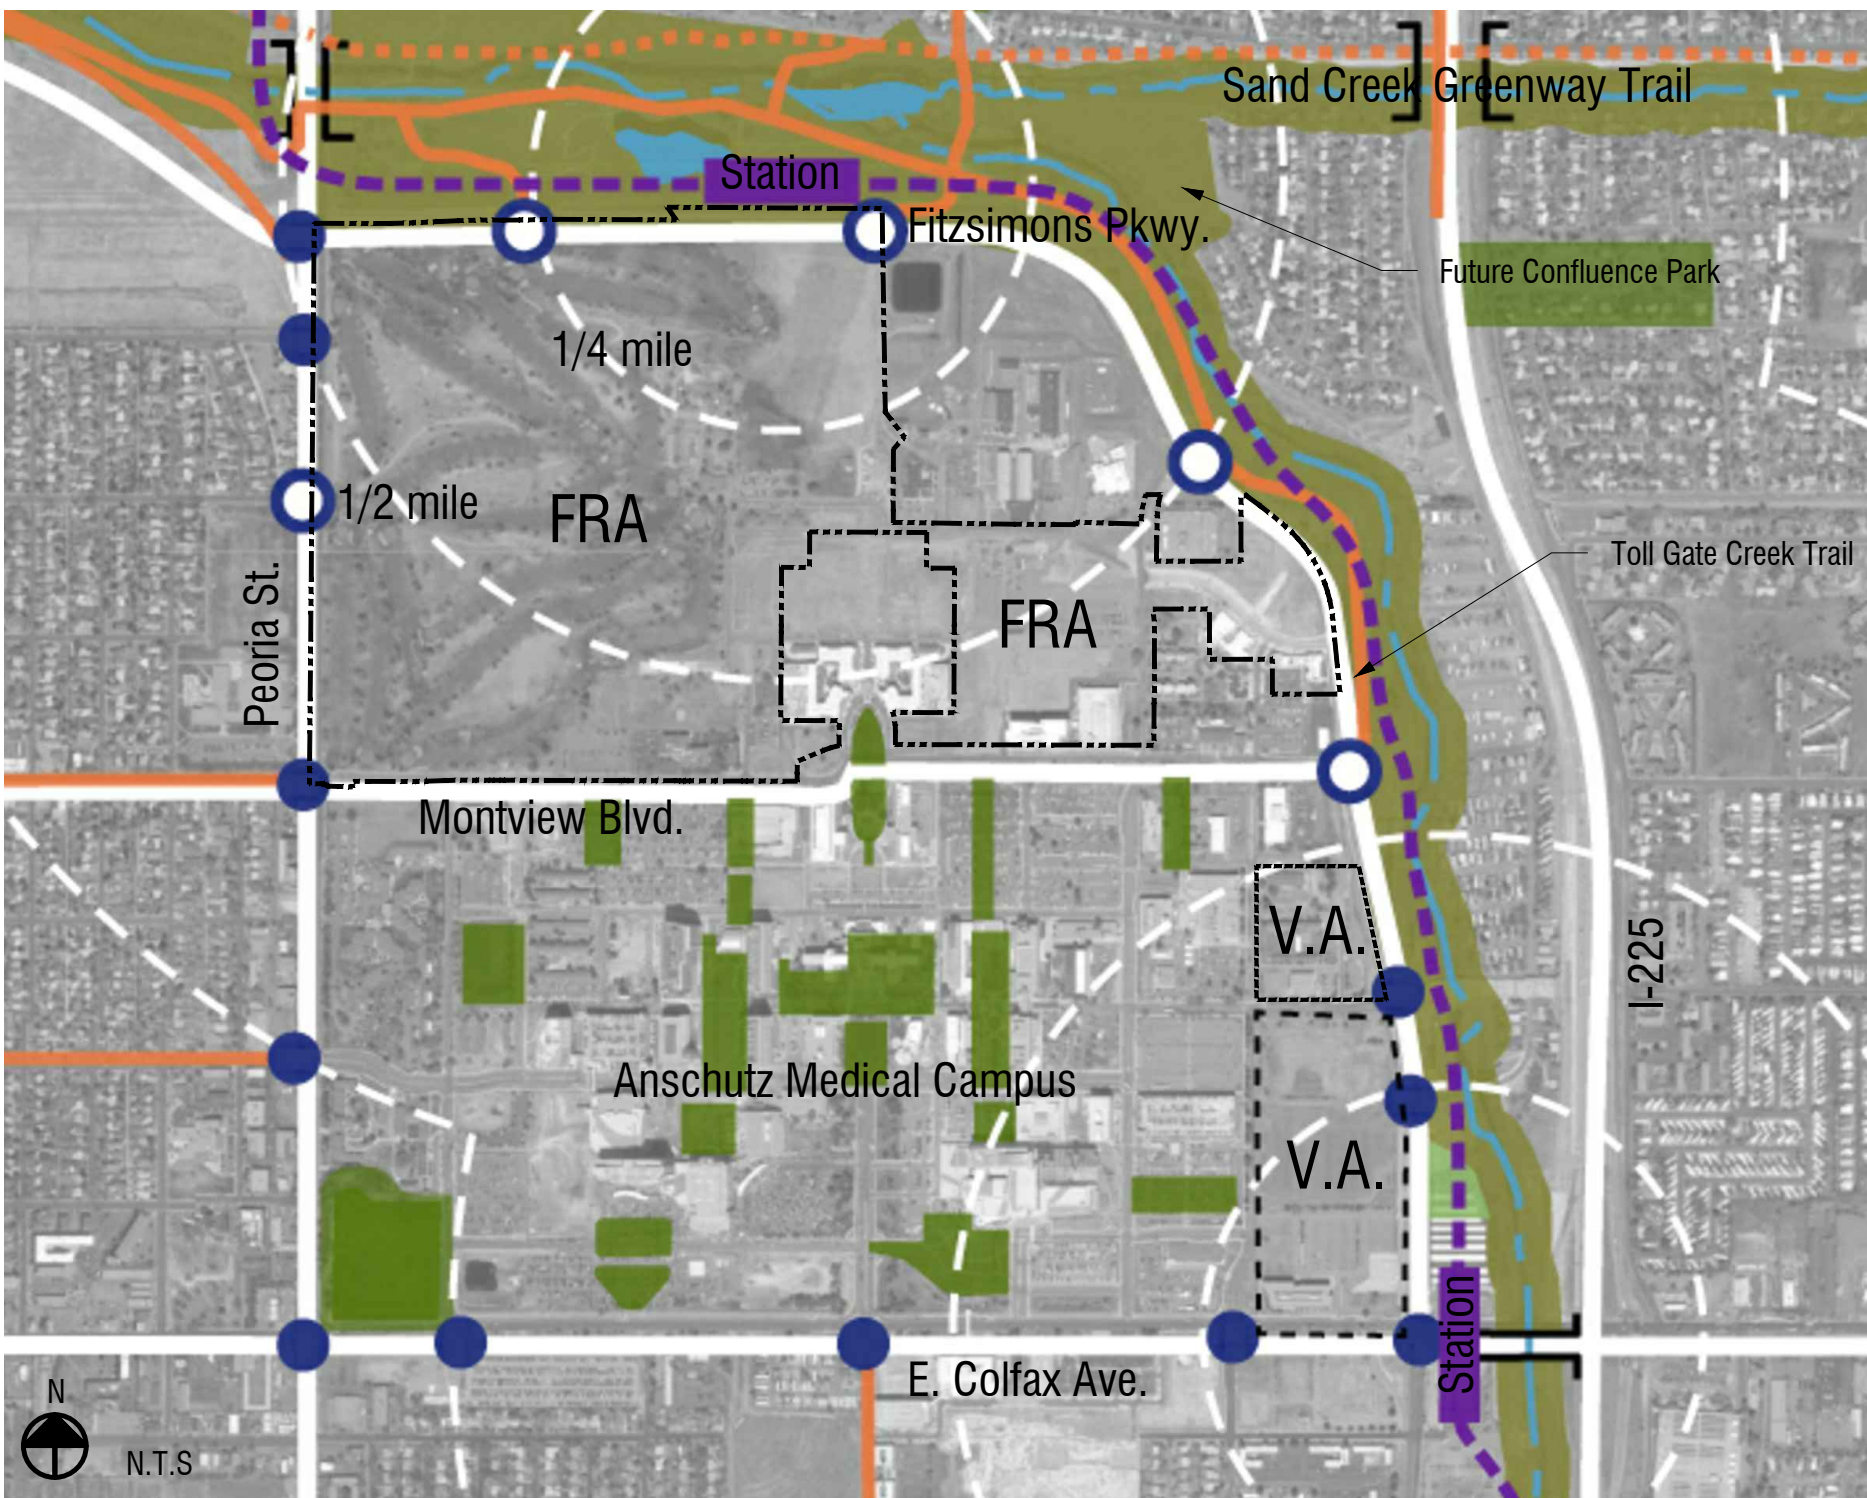 Sand Creek Greenway Trail
Station
Fitzsimons Pkwy.
Future Confluence Park
1/4 mile
1/2 mile
FRA
Toll Gate Creek Trail
FRA
Peoria St.
Montview Blvd.
V.A.
I-225
Anschutz Medical Campus
V.A.
Station
E. Colfax Ave.
N
N.T.S